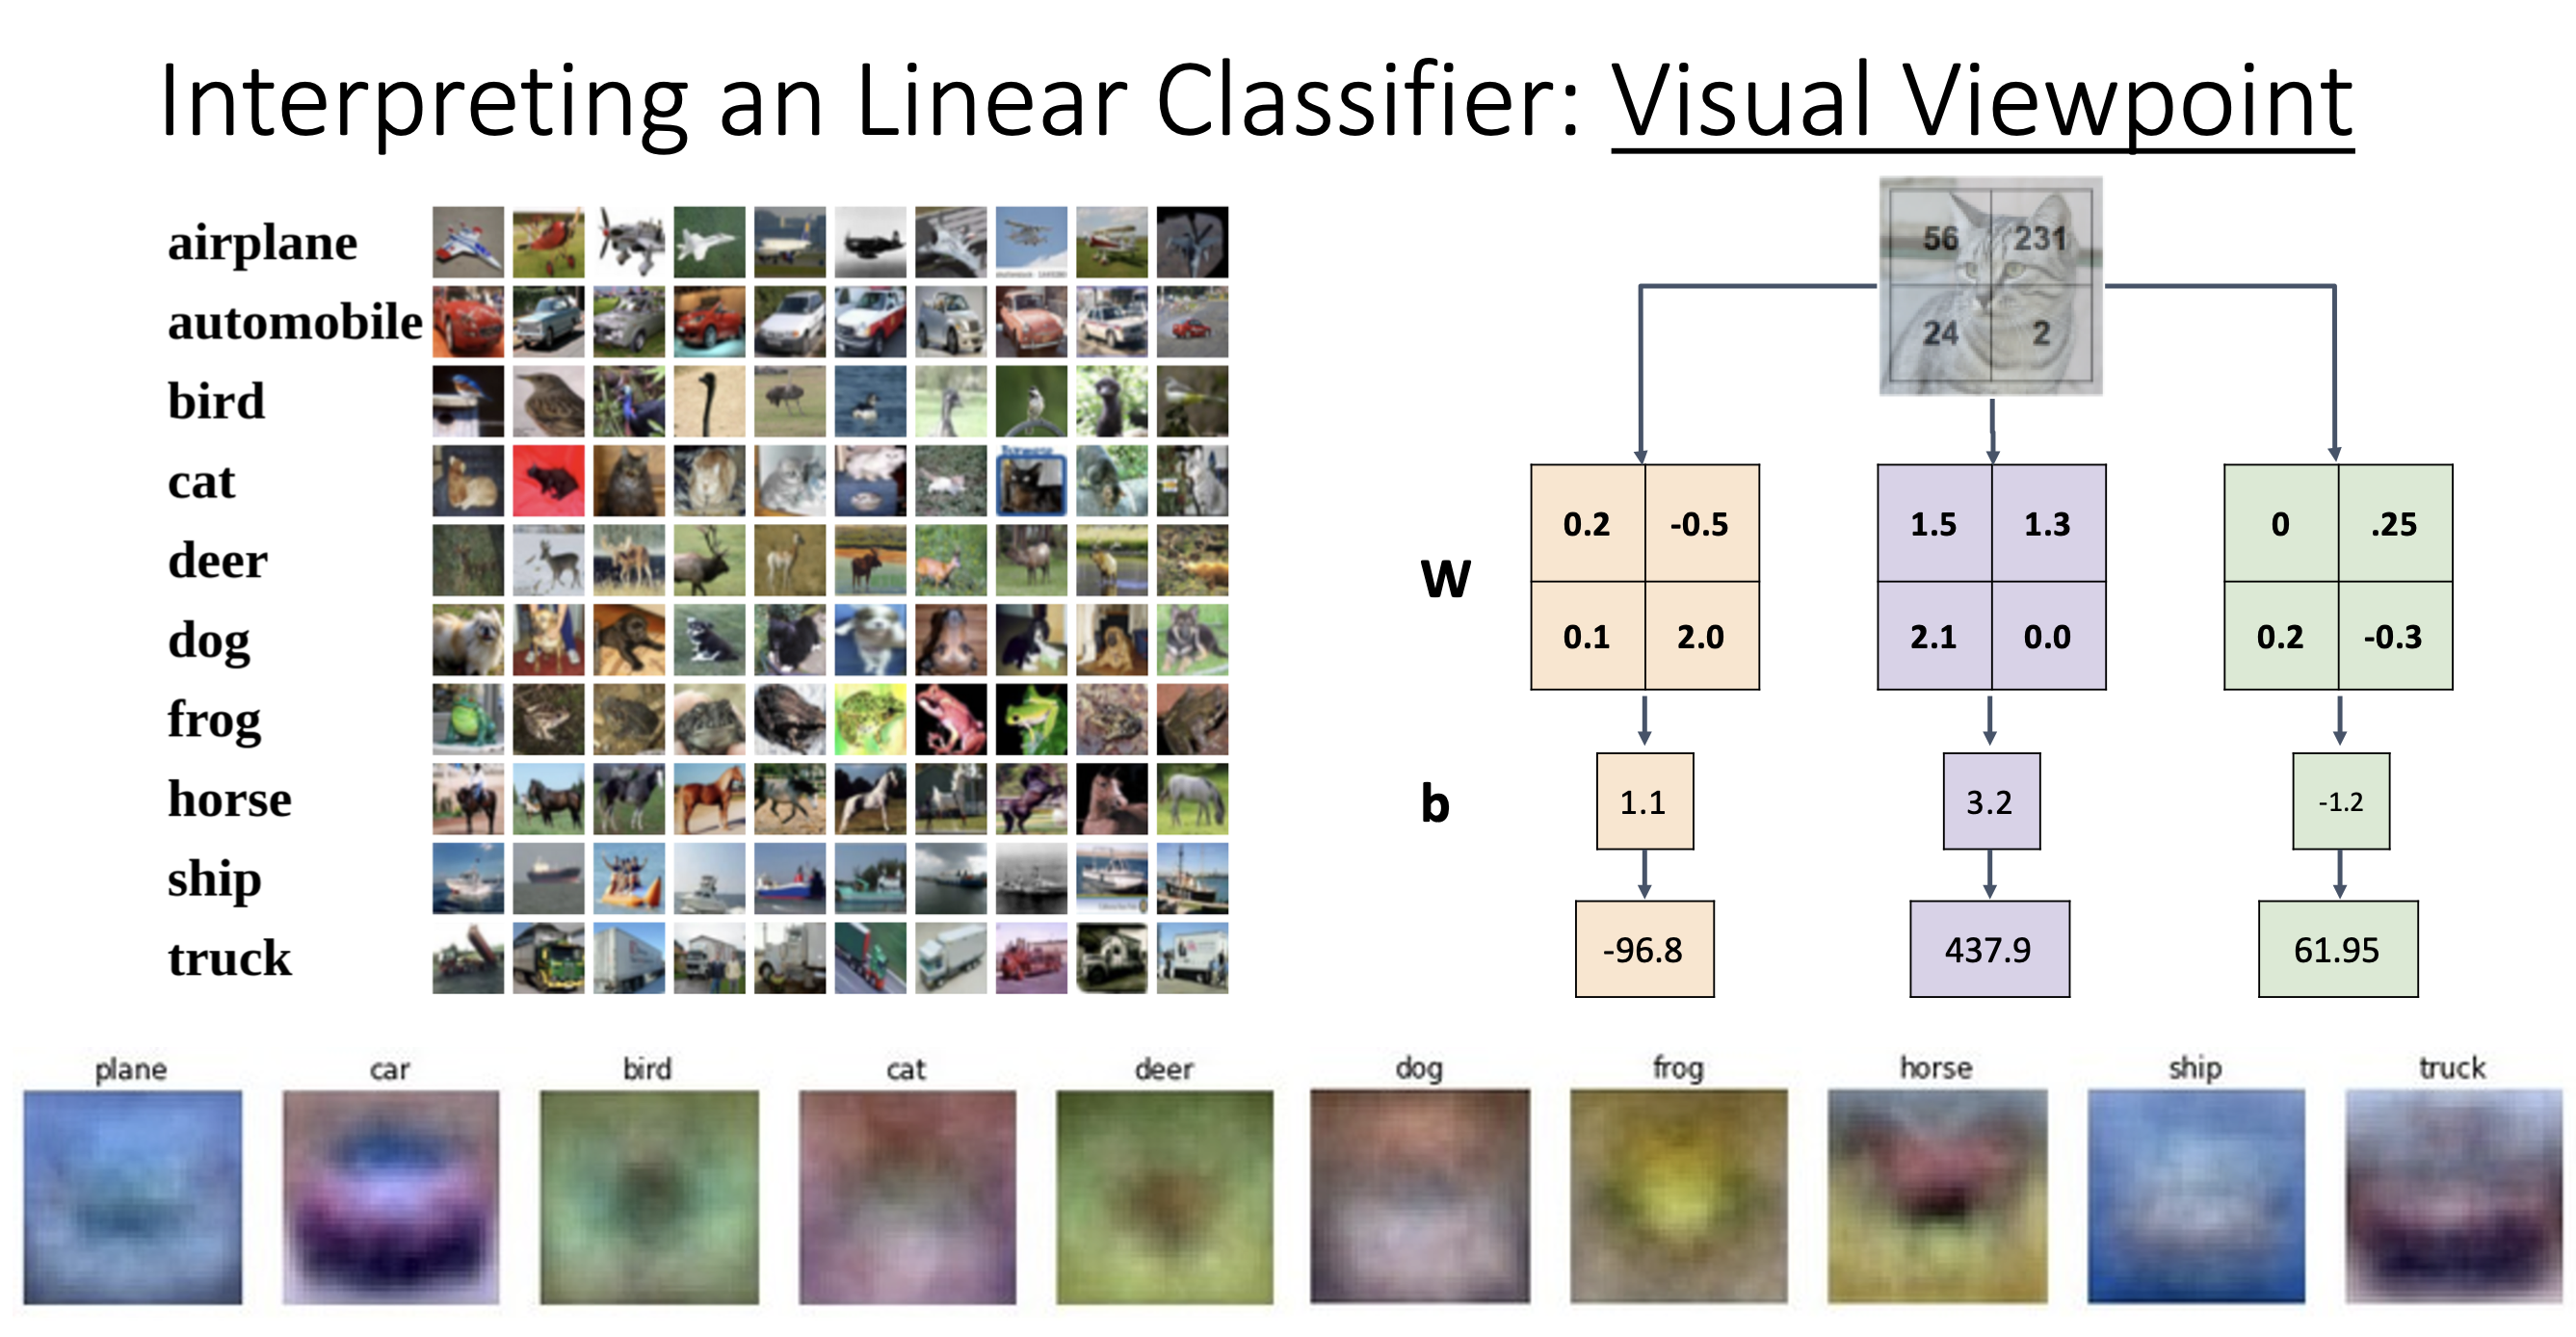 Interpreting an Linear Classifier: Visual Viewpoint
airplane
automobile
bird
cat
deer
dog
frog
horse
ship
truck
56 231
24 2
W
0.2 -0.5
0.1 2.0
1.5 1.3
2.1 0.0
0 .25
0.2 -0.3
b
1.1 3.2 -1.2
-96.8 437.9 61.95
plane car bird cat deer dog frog horse ship truck